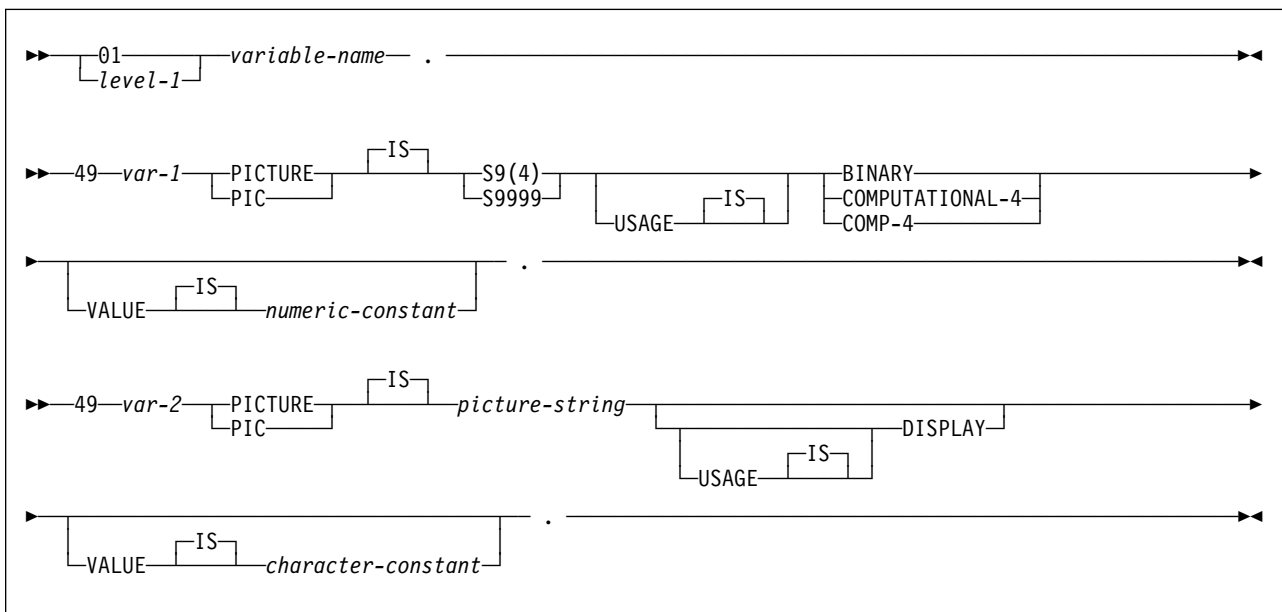 01 variable-name .
level-1
IS
49 var-1 PICTURE S9(4) BINARY
PIC S9999 IS COMPUTATIONAL-4
USAGE COMP-4
.
IS
VALUE numeric-constant
IS
49 var-2 PICTURE picture-string
PIC DISPLAY
IS
USAGE
.
IS
VALUE character-constant